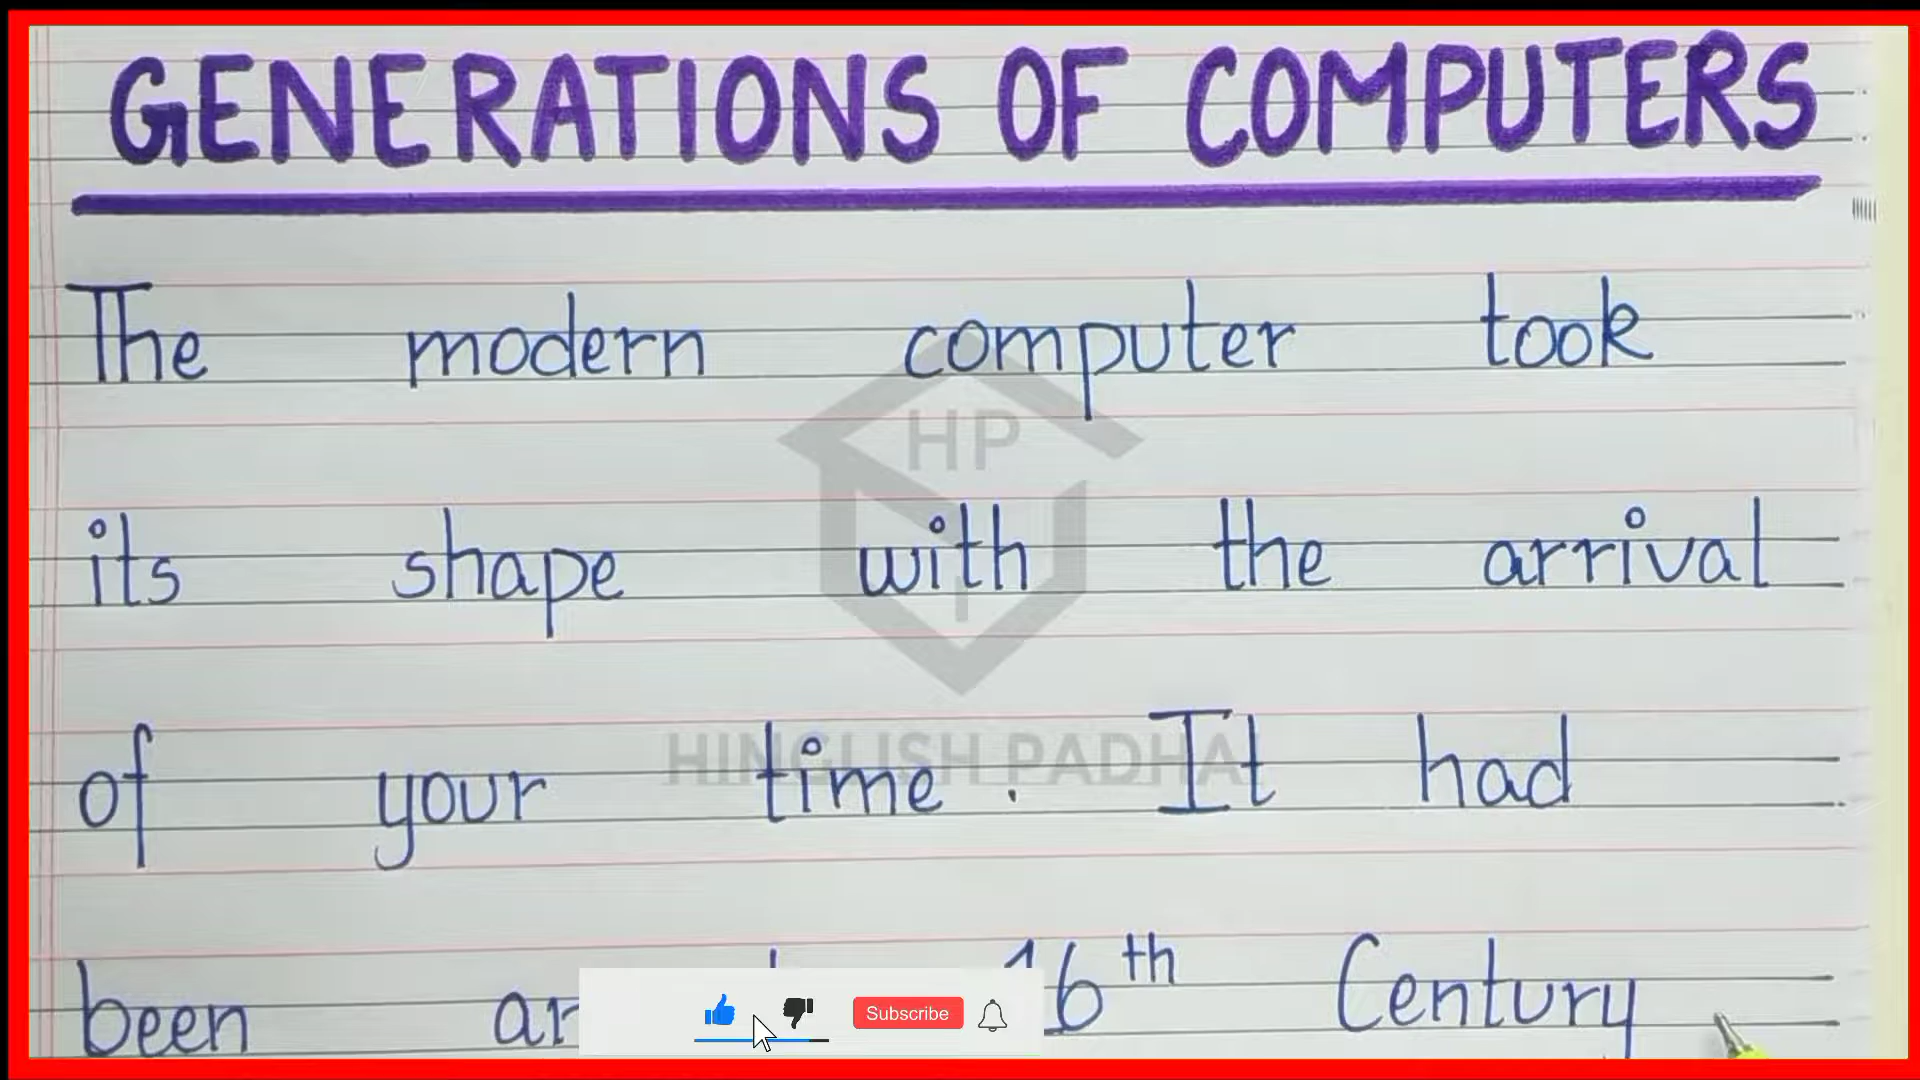 GENERATIONS OF COMPUTERS
The modern computer took
its shape with the arrival
of your time. It had
been 16th Century
HP
I
HINGLISH PADHAI
Subscribe